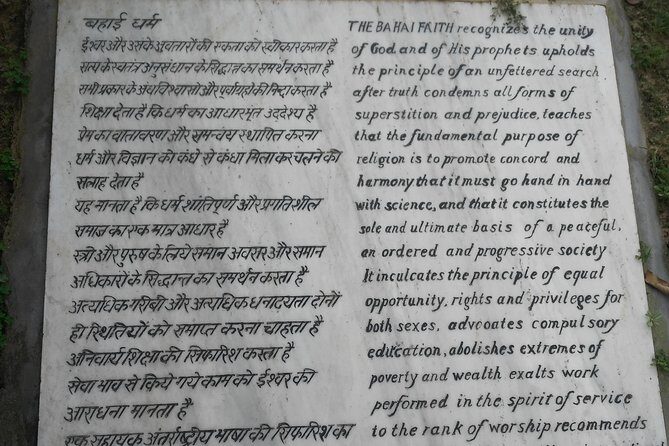 बहाई धर्म
ईश्वर और उसके अवतारों की एकता को स्वीकार करता है
सत्य के स्वतंत्र अनुसंधान के सिद्धान्त का समर्थन करता है
सभी प्रकार के अंधविश्वासों और पूर्वाग्रहों की निन्दा करता है
शिक्षा देता है कि धर्म का आधारभूत उद्देश्य है
प्रेम का वातावरण और समन्वय स्थापित करना
धर्म और विज्ञान को कंधे से कंधा मिला कर चलने की
सलाह देता है
यह मानता है कि धर्म शांतिपूर्ण और प्रगतिशील
समाज का एक मात्र आधार है
स्त्री और पुरुष के लिये समान अवसर और समान
अधिकारों के सिद्धान्त का समर्थन करता है
अत्यधिक गरीबी और अत्यधिक धनाढयता दोनों
ही स्थितियों को समाप्त करना चाहता है
अनिवार्य शिक्षा की सिफारिश करता है
सेवा भाव से किये गये काम को ईश्वर की
आराधना मानता है
एक सहायक अंतर्राष्ट्रीय भाषा की सिफारिश का
THE BAHAI FAITH recognizes the unity
of God and of His prophets upholds
the principle of an unfettered search
after truth condemns all forms of
superstition and prejudice, teaches
that the fundamental purpose of
religion is to promote concord and
harmony that it must go hand in hand
with science, and that it constitutes the
sole and ultimate basis of a peaceful,
an ordered and progressive society
It inculcates the principle of equal
opportunity, rights and privileges for
both sexes, advocates compulsory
education, abolishes extremes of
poverty and wealth exalts work
performed in the spirit of service
to the rank of worship recommends